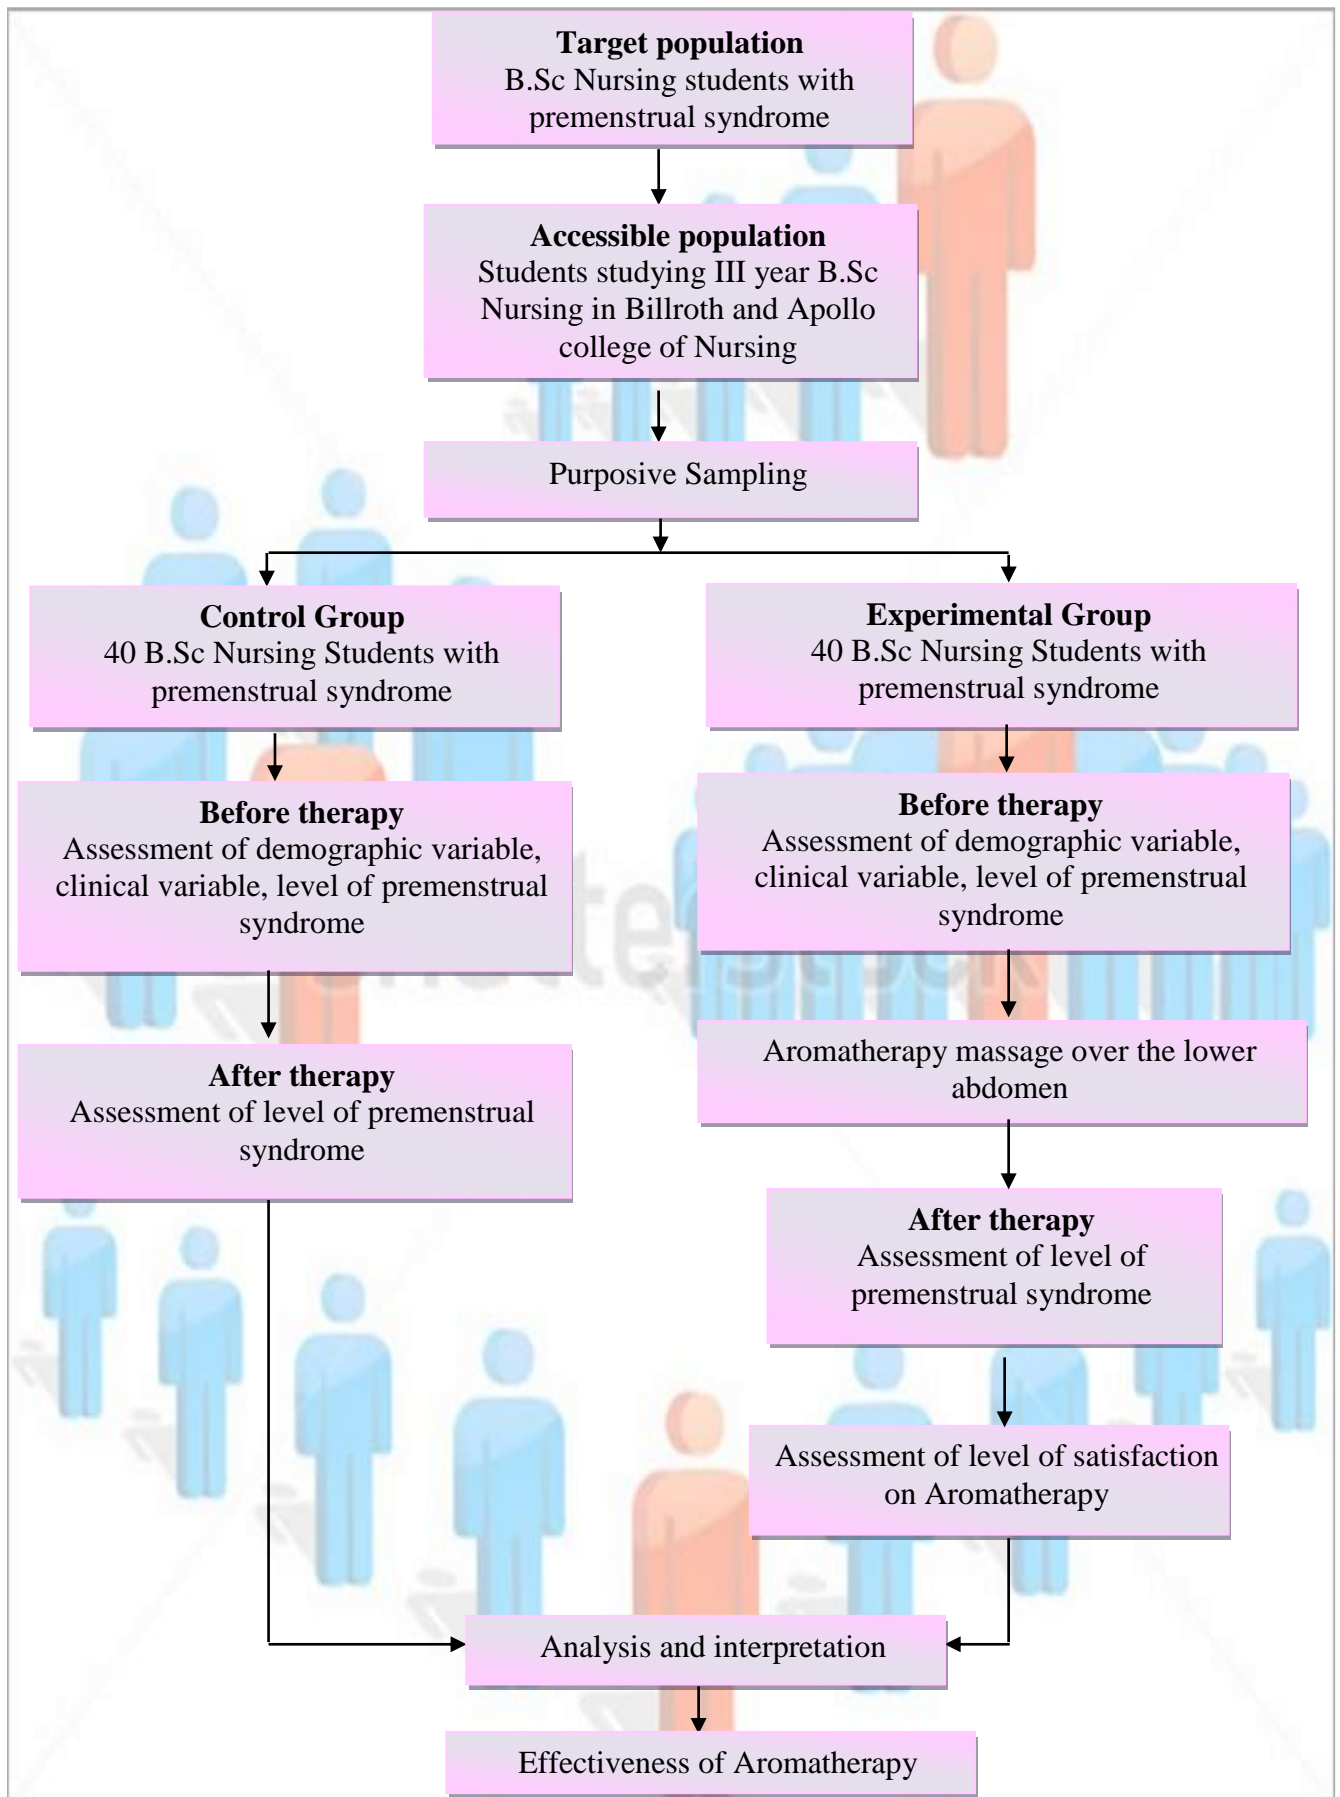 Target population
B.Sc Nursing students with
premenstrual syndrome
Accessible population
Students studying III year B.Sc
Nursing in Billroth and Apollo
college of Nursing
Purposive Sampling
Control Group
40 B.Sc Nursing Students with
premenstrual syndrome
Before therapy
Assessment of demographic variable,
clinical variable, level of premenstrual
syndrome
After therapy
Assessment of level of premenstrual
syndrome
Experimental Group
40 B.Sc Nursing Students with
premenstrual syndrome
Before therapy
Assessment of demographic variable,
clinical variable, level of premenstrual
syndrome
Aromatherapy massage over the lower
abdomen
After therapy
Assessment of level of
premenstrual syndrome
Assessment of level of satisfaction
on Aromatherapy
Analysis and interpretation
Effectiveness of Aromatherapy